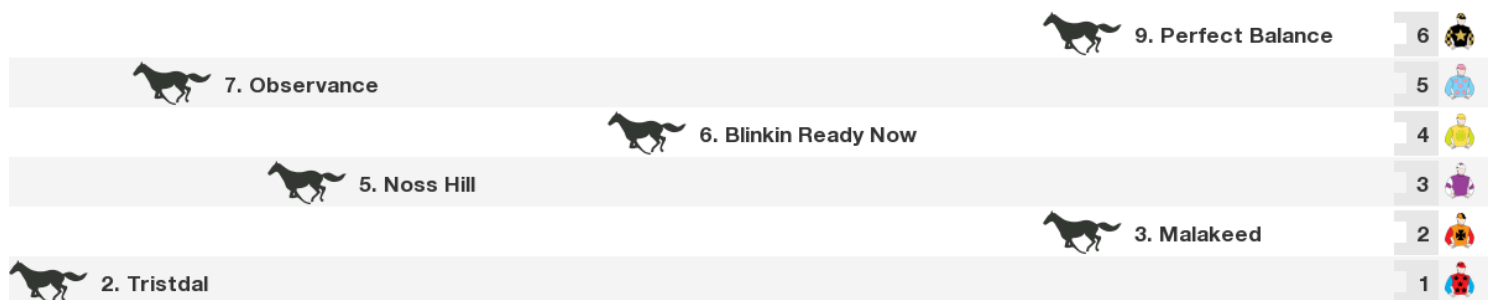 9. Perfect Balance 6
7. Observance 5
6. Blinkin Ready Now 4
5. Noss Hill 3
3. Malakeed 2
2. Tristdal 1